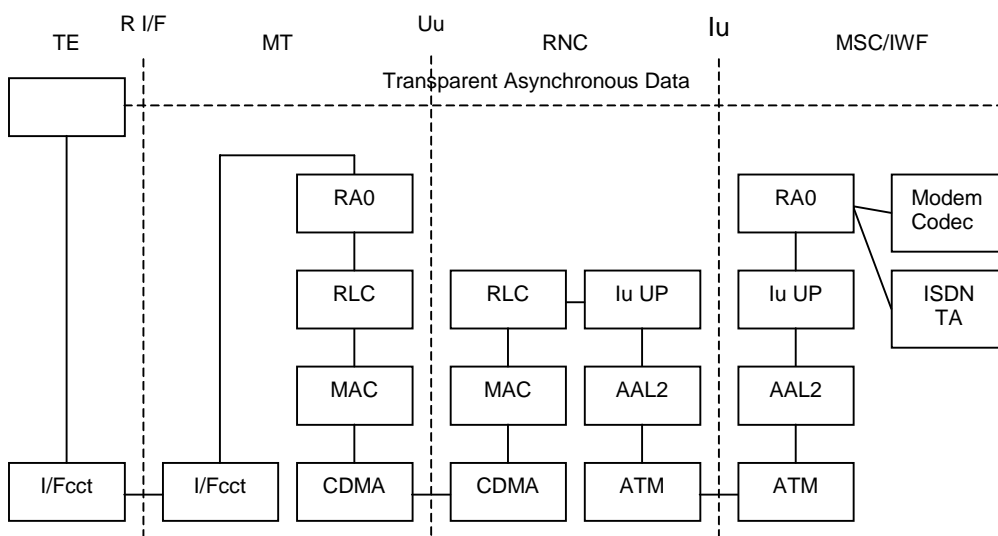 R I/F
Uu
Iu
TE
MT
RNC
MSC/IWF
Transparent Asynchronous Data
RA0
RA0
Modem
Codec
RLC
RLC
Iu UP
Iu UP
ISDN
TA
MAC
MAC
AAL2
AAL2
I/Fcct
I/Fcct
CDMA
CDMA
ATM
ATM